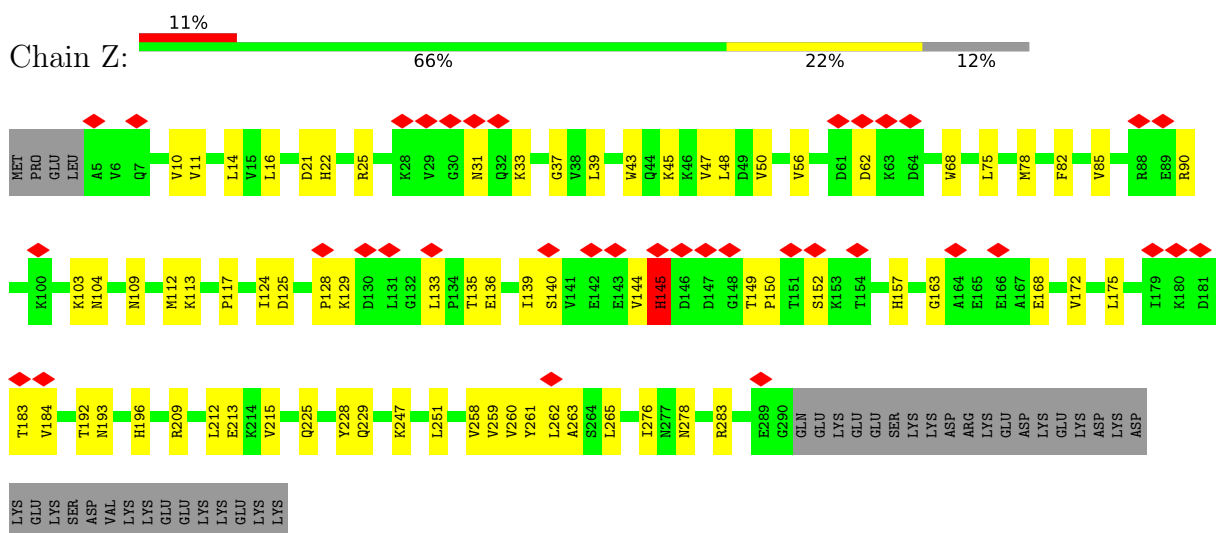 11%
Chain Z:
66% 22% 12%
MET PRO GLU LEU A5 V6 Q7 V10 V11 L14 V15 L16 D21 H22 R25 K28 V29 G30 N31 Q32 K33 G37 V38 L39 W43 Q44 K45 K46 V47 L48 D49 V50 V56 D61 D62 K63 D64 W68 L75 M78 F82 V85 R88 E89 R90
K100 K103 N104 N109 M112 K113 P117 I124 D125 P128 K129 D130 L131 G132 L133 P134 T135 E136 I139 S140 V141 E142 E143 V144 H145 D146 D147 G148 T149 P150 T151 S152 K153 T154 H157 G163 A164 E165 E166 A167 E168 V172 L175 I179 K180 D181
T183 V184 T192 N193 H196 R209 L212 E213 K214 V215 Q225 Y228 Q229 K247 L251 V258 V259 V260 Y261 L262 A263 S264 L265 I276 N277 N278 R283 E289 G290 GLN GLU LYS GLU GLU SER LYS LYS ASP ARG LYS GLU ASP LYS GLU LYS ASP LYS ASP
LYS GLU LYS SER ASP VAL LYS LYS GLU GLU LYS LYS GLU LYS LYS